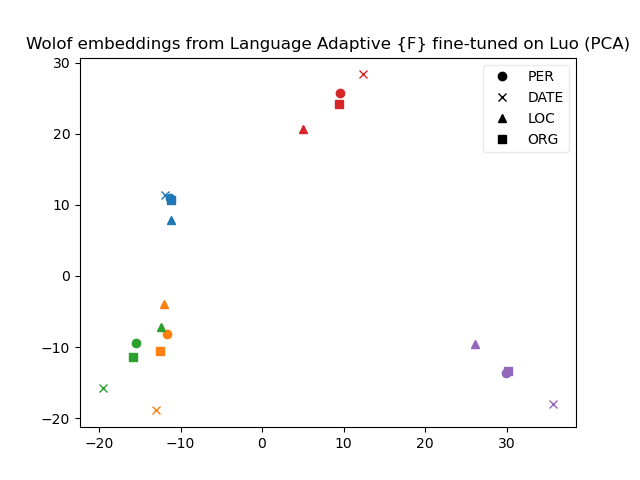 Wolof embeddings from Language Adaptive {F} fine-tuned on Luo (PCA)
PER
DATE
LOC
ORG
30
20
10
0
−10
−20
−20 −10 0 10 20 30